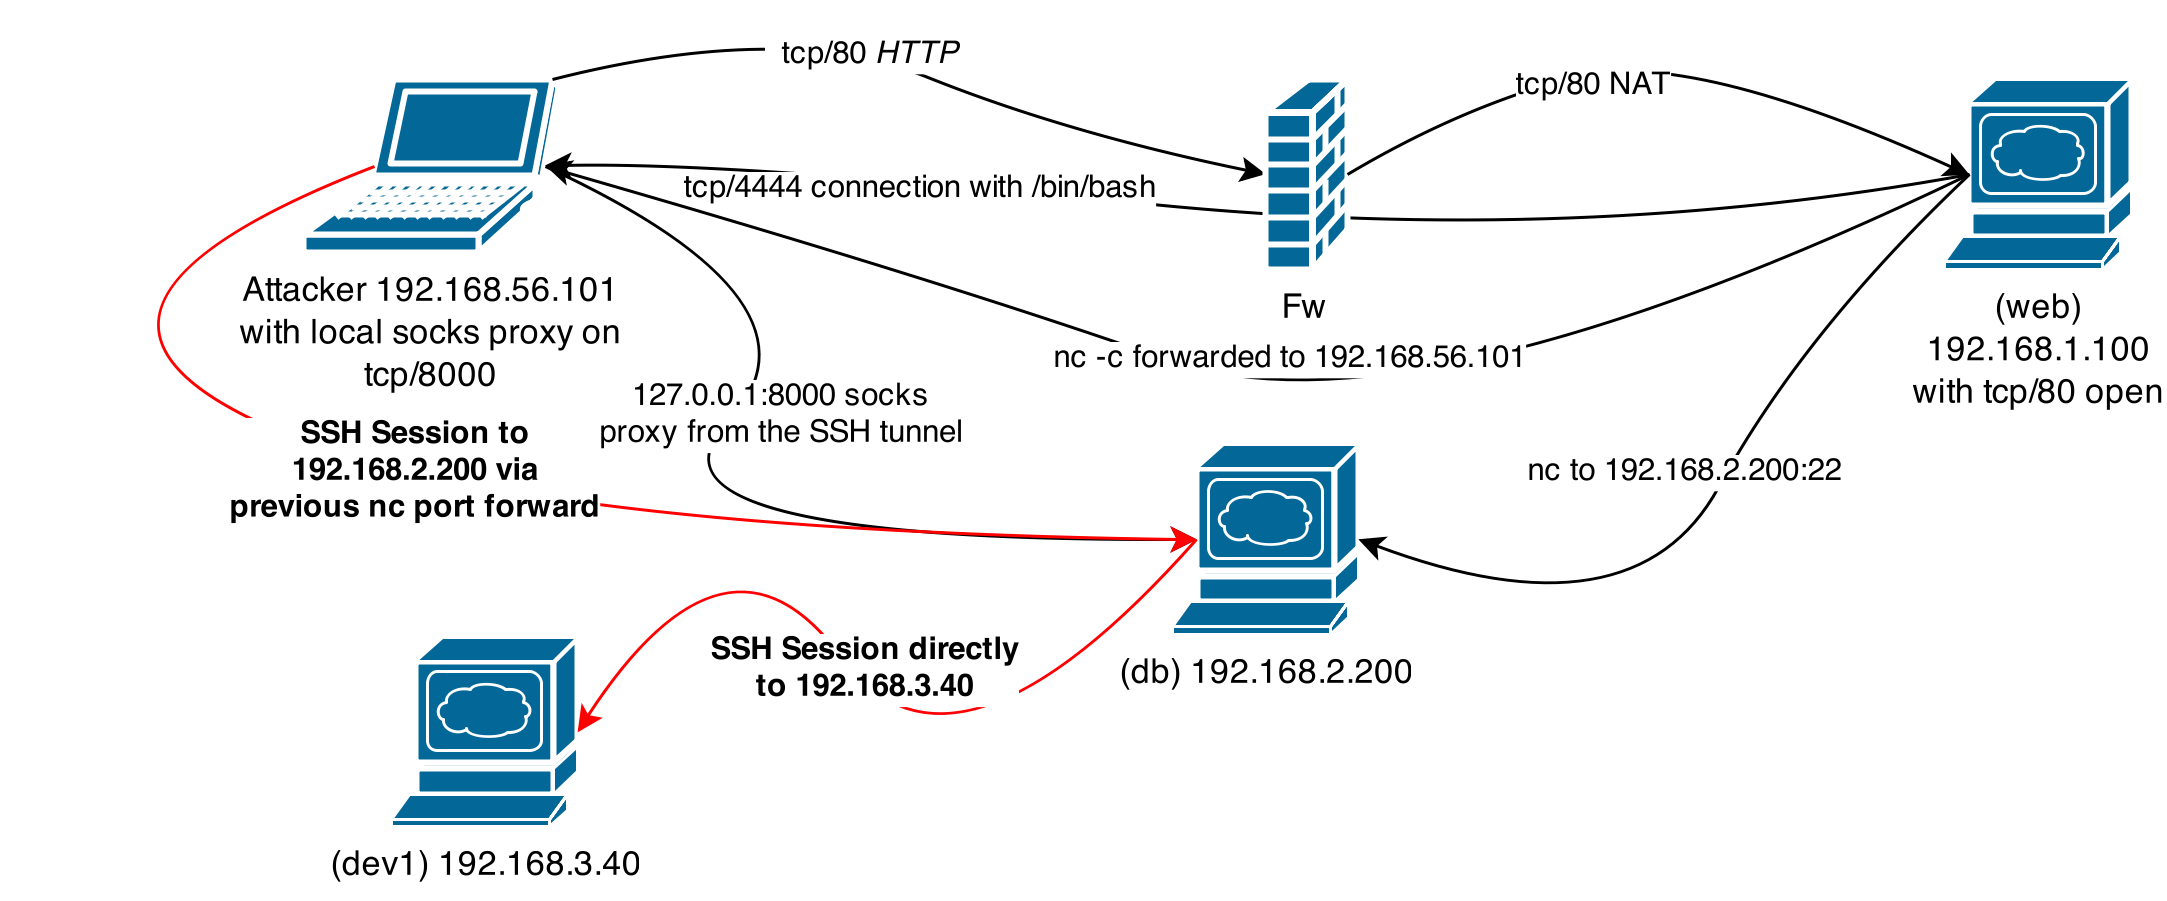 tcp/80 HTTP
tcp/80 NAT
tcp/4444 connection with /bin/bash
Attacker 192.168.56.101
with local socks proxy on
tcp/8000
Fw
(web)
192.168.1.100
with tcp/80 open
nc -c forwarded to 192.168.56.101
127.0.0.1:8000 socks
proxy from the SSH tunnel
SSH Session to
192.168.2.200 via
previous nc port forward
nc to 192.168.2.200:22
SSH Session directly
to 192.168.3.40
(db) 192.168.2.200
(dev1) 192.168.3.40